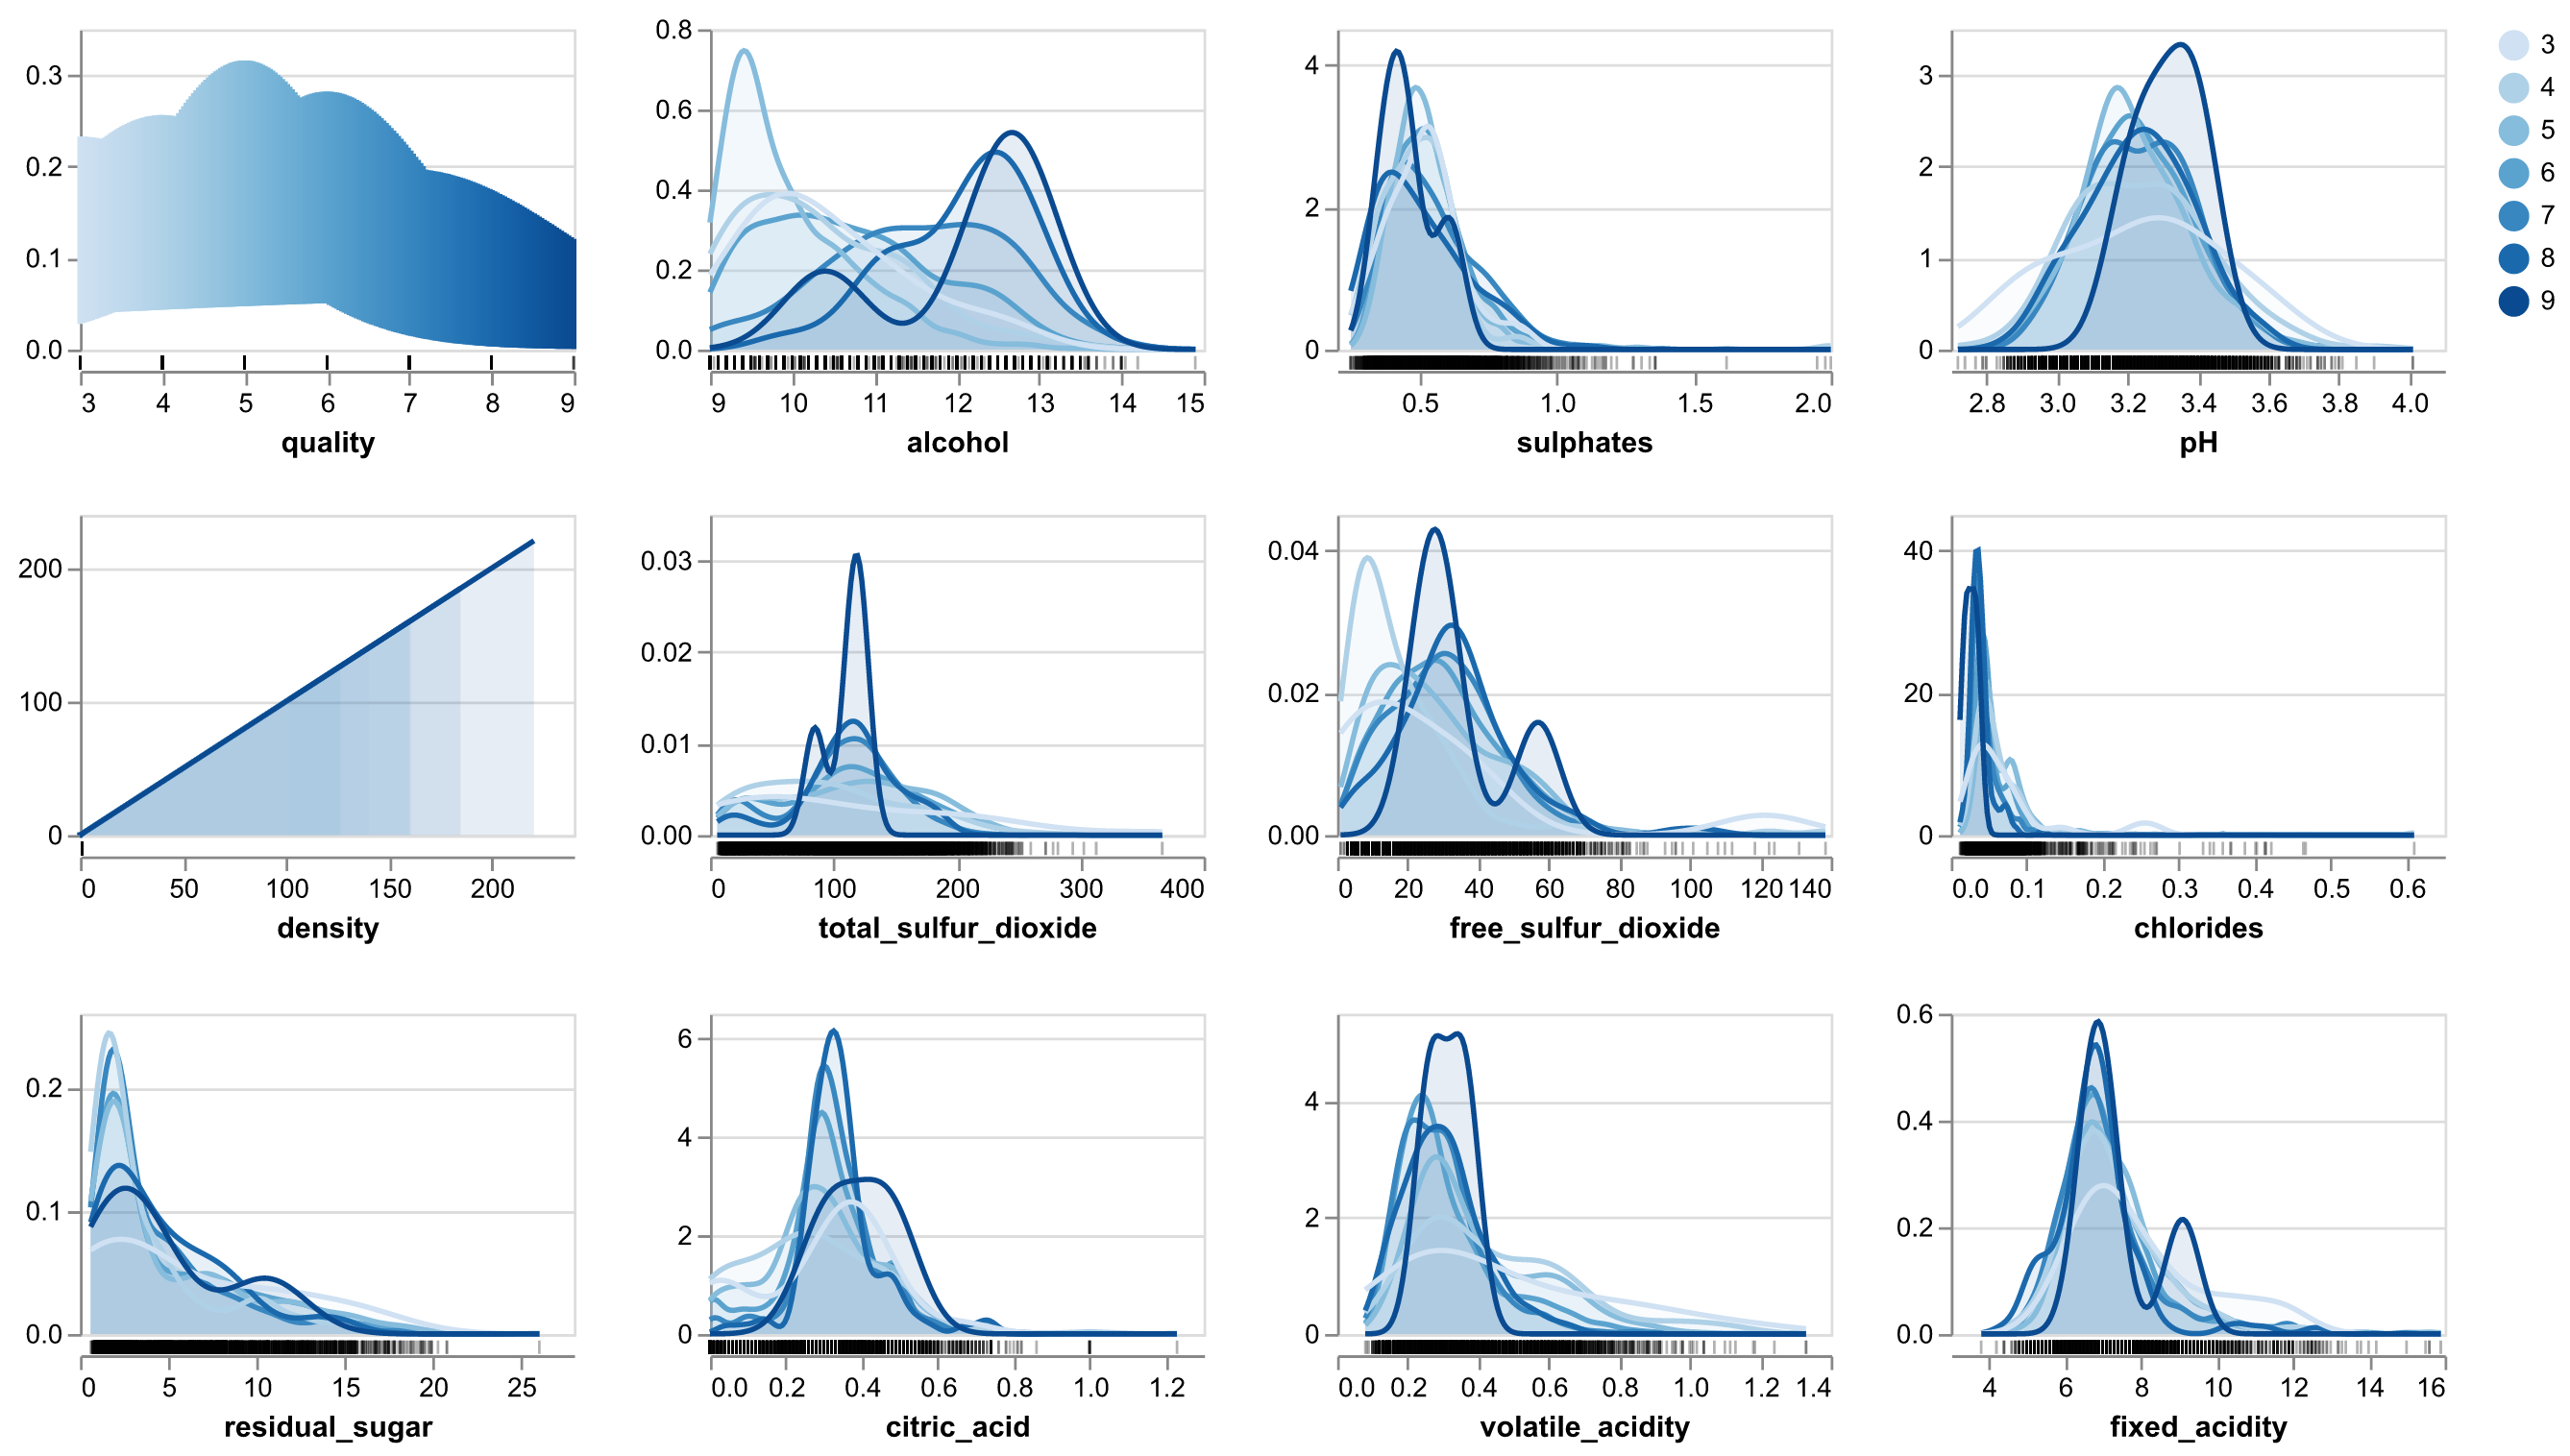 0.3
0.2
0.1
0.0
3 4 5 6 7 8 9
quality
0.8
0.6
0.4
0.2
0.0
9 10 11 12 13 14 15
alcohol
4
2
0
0.5 1.0 1.5 2.0
sulphates
3
2
1
0
2.8 3.0 3.2 3.4 3.6 3.8 4.0
pH
3
4
5
6
7
8
9
200
100
0
0 50 100 150 200
density
0.03
0.02
0.01
0.00
0 100 200 300 400
total_sulfur_dioxide
0.04
0.02
0.00
0 20 40 60 80 100 120 140
free_sulfur_dioxide
40
20
0
0.0 0.1 0.2 0.3 0.4 0.5 0.6
chlorides
0.2
0.1
0.0
0 5 10 15 20 25
residual_sugar
6
4
2
0
0.0 0.2 0.4 0.6 0.8 1.0 1.2
citric_acid
4
2
0
0.0 0.2 0.4 0.6 0.8 1.0 1.2 1.4
volatile_acidity
0.6
0.4
0.2
0.0
4 6 8 10 12 14 16
fixed_acidity